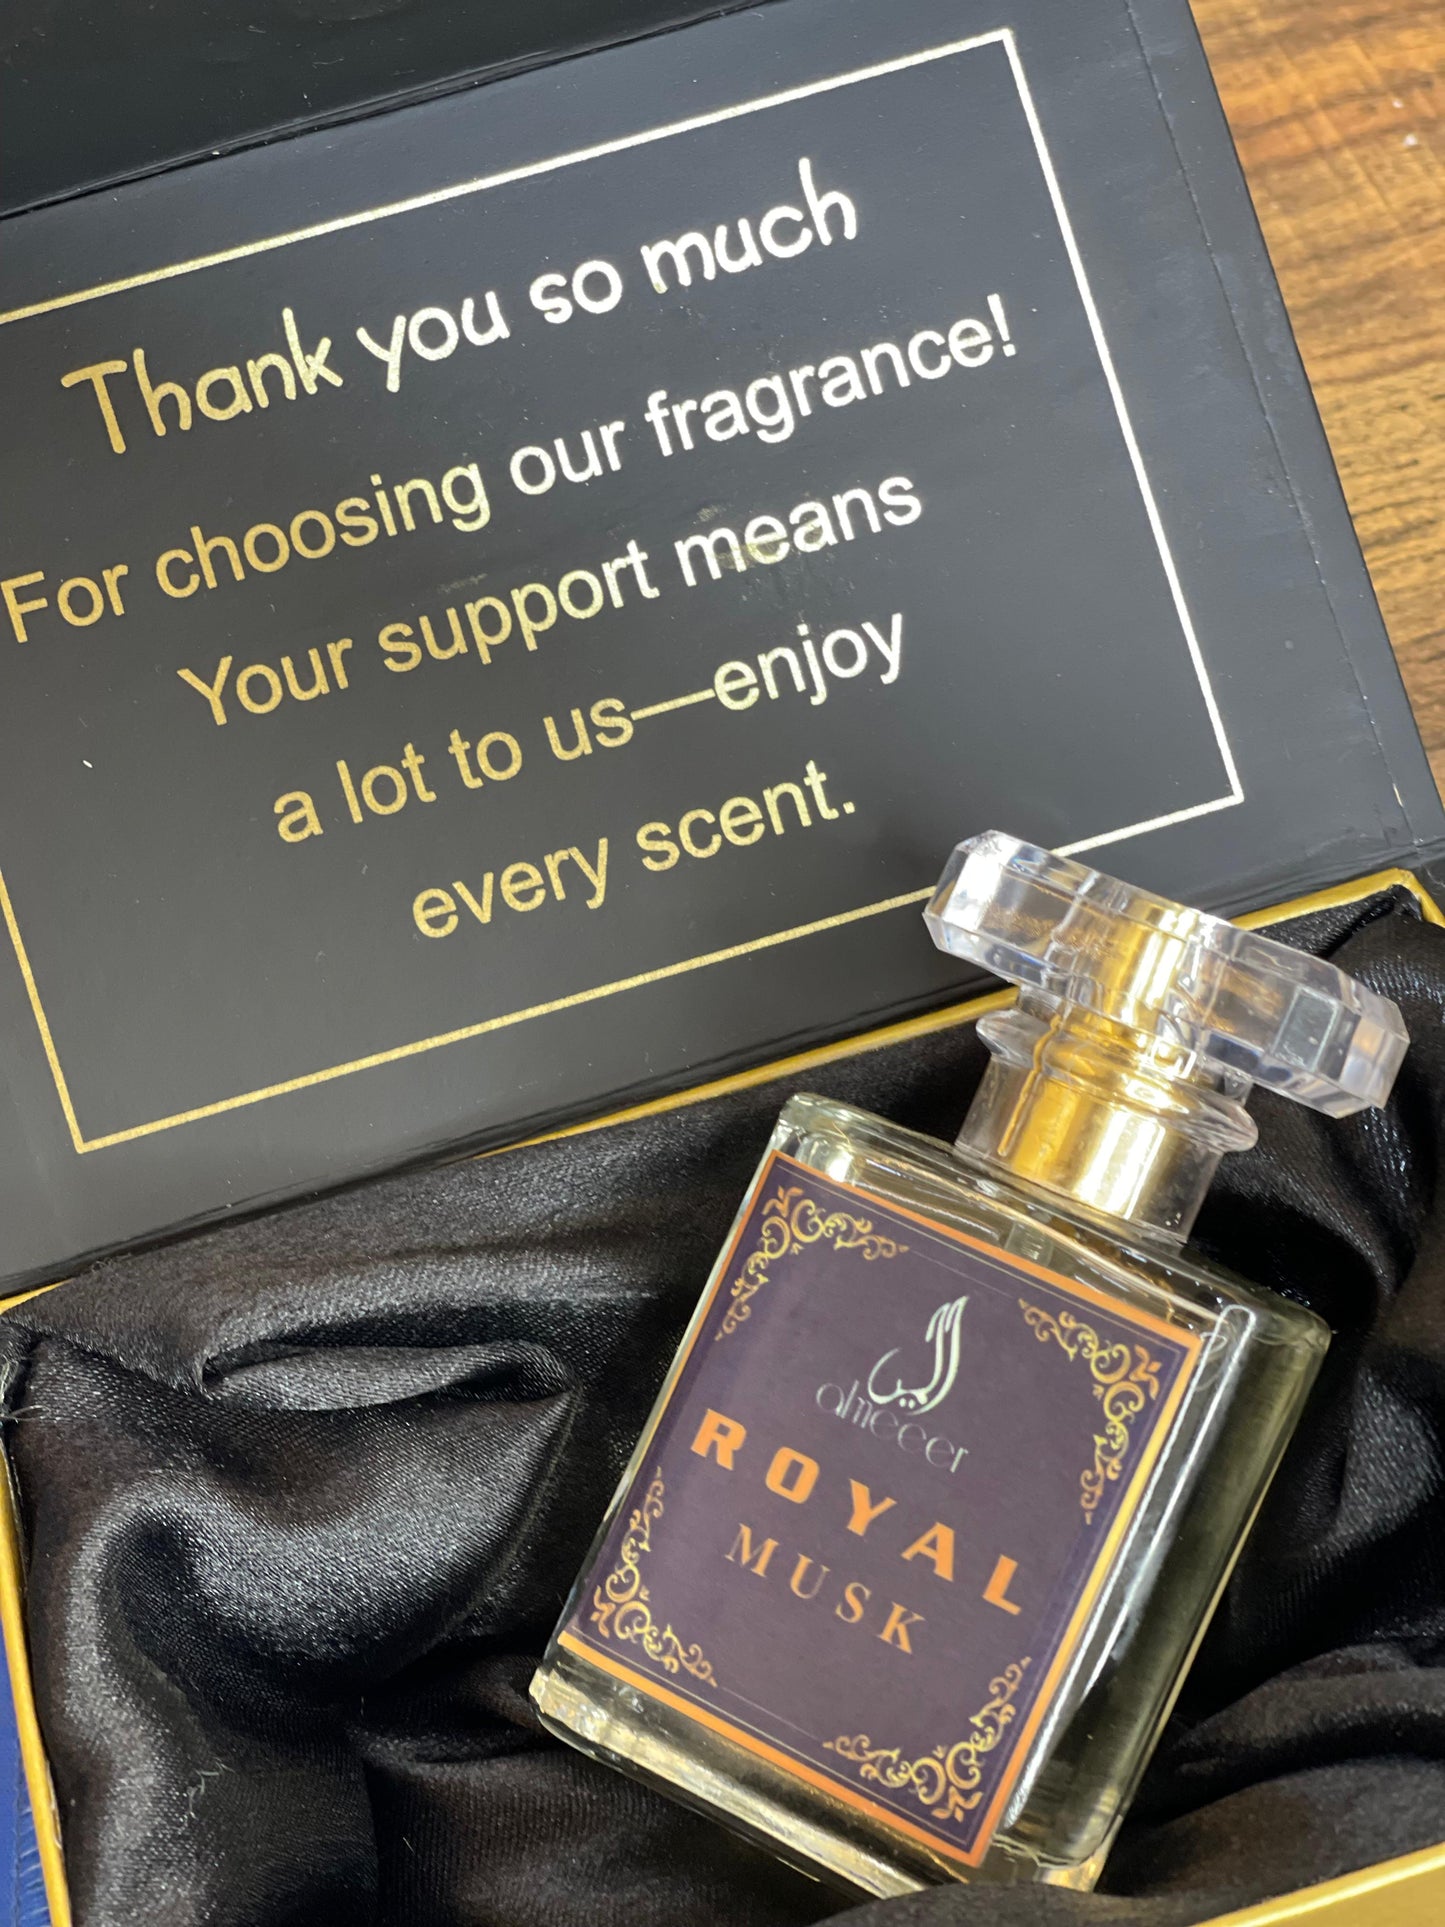 Thank you so much
For choosing our fragrance!
Your support means
a lot to us—enjoy
every scent.
almeeer
ROYAL
MUSK